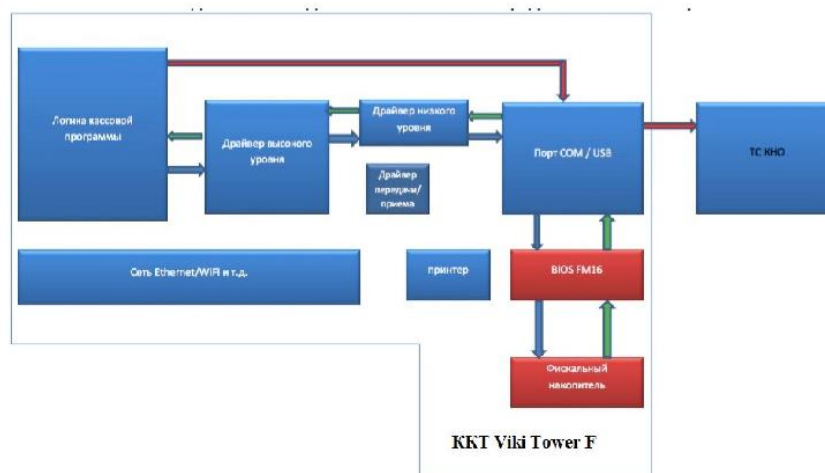 Логика кассовой
программы
Драйвер высокого
уровня
Драйвер низкого
уровня
Драйвер
передачи/
приема
Порт COM / USB
ТС КНО
Сеть Ethernet/WiFi и т.д.
принтер
BIOS FM16
Фискальный
накопитель
ККТ Viki Tower F